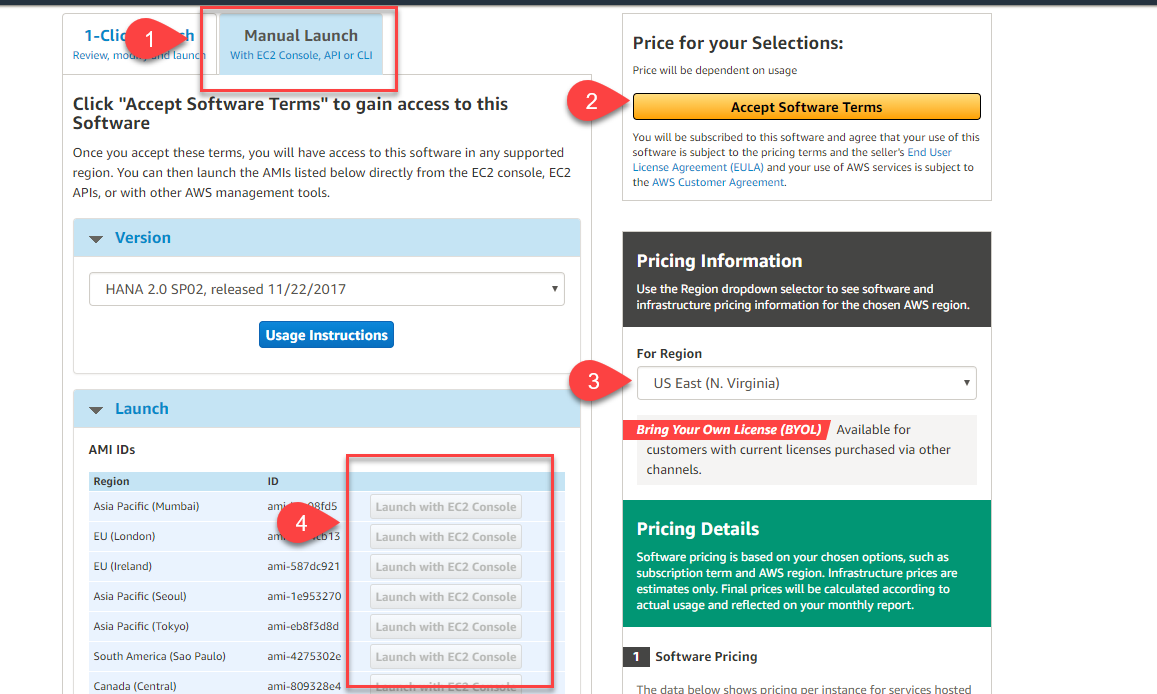 1-Cli
Review, mod
and launch
1
Manual Launch
With EC2 Console, API or CLI
Click "Accept Software Terms" to gain access to this
Software
Once you accept these terms, you will have access to this software in any supported
region. You can then launch the AMIs listed below directly from the EC2 console, EC2
APIs, or with other AWS management tools.
Version
HANA 2.0 SP02, released 11/22/2017
Usage Instructions
Launch
AMI IDs
Region ID
Asia Pacific (Mumbai) Launch with EC2 Console
EU (London) Launch with EC2 Console
4
EU (Ireland) ami-587dc921 Launch with EC2 Console
Asia Pacific (Seoul) ami-1e953270 Launch with EC2 Console
Asia Pacific (Tokyo) ami-eb8f3d8d Launch with EC2 Console
South America (Sao Paulo) ami-4275302e Launch with EC2 Console
Canada (Central) ami-809328e4 Launch with EC2 Console
Price for your Selections:
Price will be dependent on usage
2
Accept Software Terms
You will be subscribed to this software and agree that your use of this
software is subject to the pricing terms and the seller's End User
License Agreement (EULA) and your use of AWS services is subject to
the AWS Customer Agreement.
Pricing Information
Use the Region dropdown selector to see software and
infrastructure pricing information for the chosen AWS region.
For Region
3
US East (N. Virginia)
Bring Your Own License (BYOL) Available for
customers with current licenses purchased via other
channels.
Pricing Details
Software pricing is based on your chosen options, such as
subscription term and AWS region. Infrastructure prices are
estimates only. Final prices will be calculated according to
actual usage and reflected on your monthly report.
1 Software Pricing
The data below shows pricing per instance for services hosted